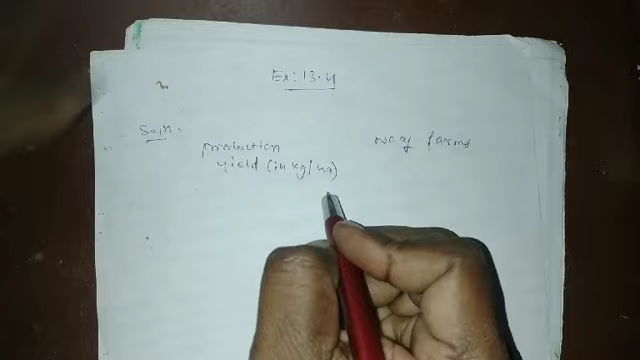 Ex: 13.4
Soln.
production No of farms
yield (in kg/ha)